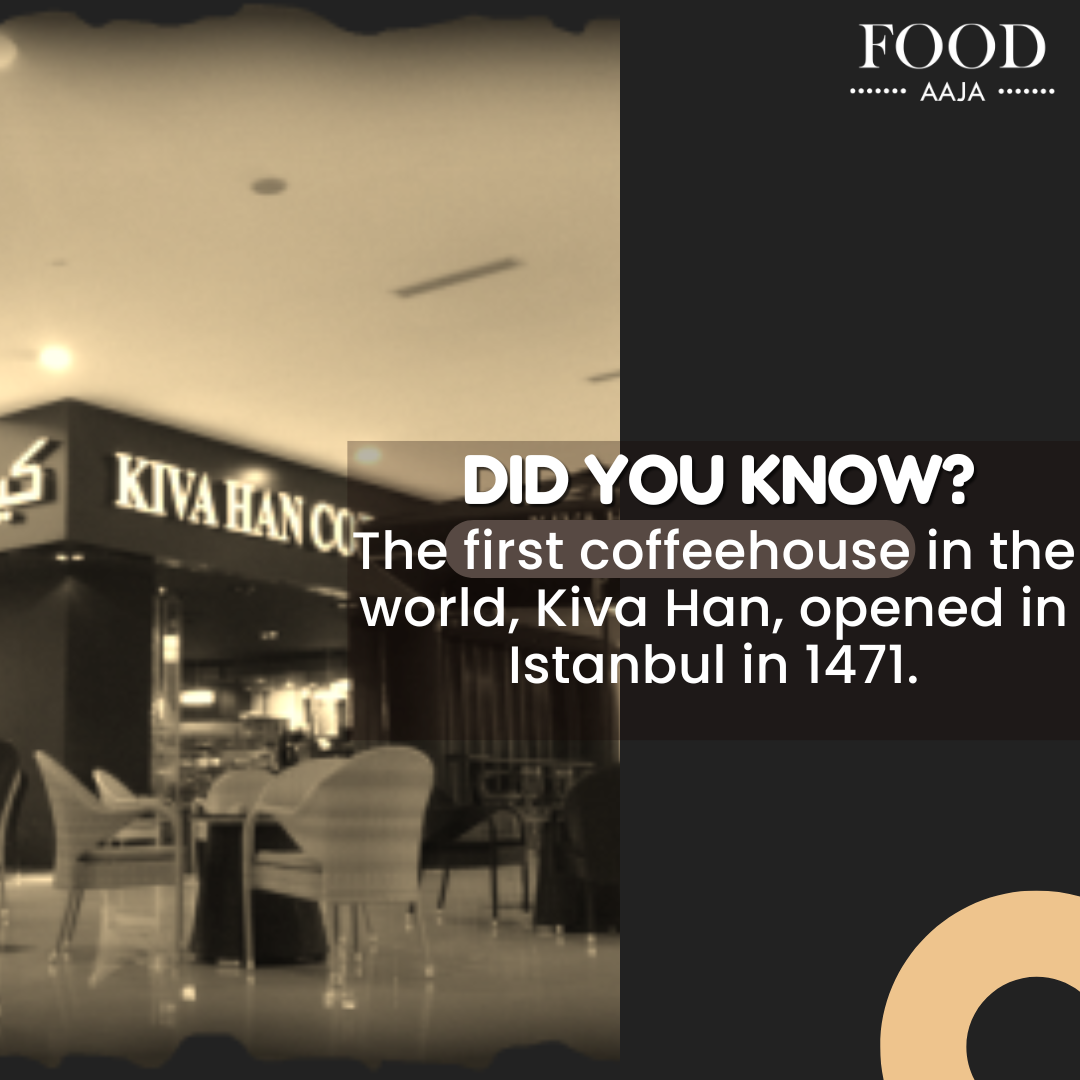 FOOD
AAJA
KIVA HAN
DID YOU KNOW?
The first coffeehouse in the
world, Kiva Han, opened in
Istanbul in 1471.